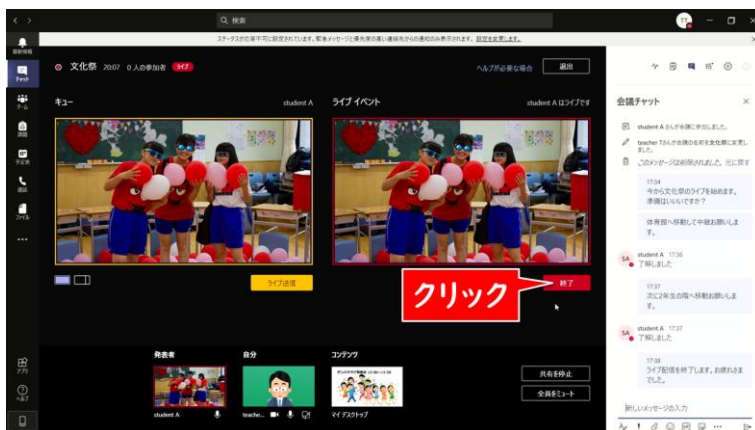 検索
ステータスが応答不可に設定されています。緊急メッセージと優先度の高い連絡先からの通知のみ表示されます。 設定を変更します。
最新情報
チャット
チーム
課題
予定表
通話
ファイル
アプリ
ヘルプ
文化祭 20:07 0 人の参加者 ライブ
ヘルプが必要な場合
退出
キュー
student A
ライブ イベント
student A はライブです
ライブ送信
終了
クリック
発表者
自分
コンテンツ
student A
teache...
マイ デスクトップ
共有を停止
全員をミュート
会議チャット
student A さんが会議に参加しました。
teacher Tさんが会議の名前を文化祭に変更しました。
このメッセージは削除されました。 元に戻す
17:34
今から文化祭のライブを始めます。
準備はいいですか?
体育館へ移動して中継お願いします。
SA
student A 17:36
了解しました
17:37
次に2年生の階へ移動お願いします。
SA
student A 17:37
了解しました
17:38
ライブ配信を終了します。お疲れさまでした。
新しいメッセージの入力